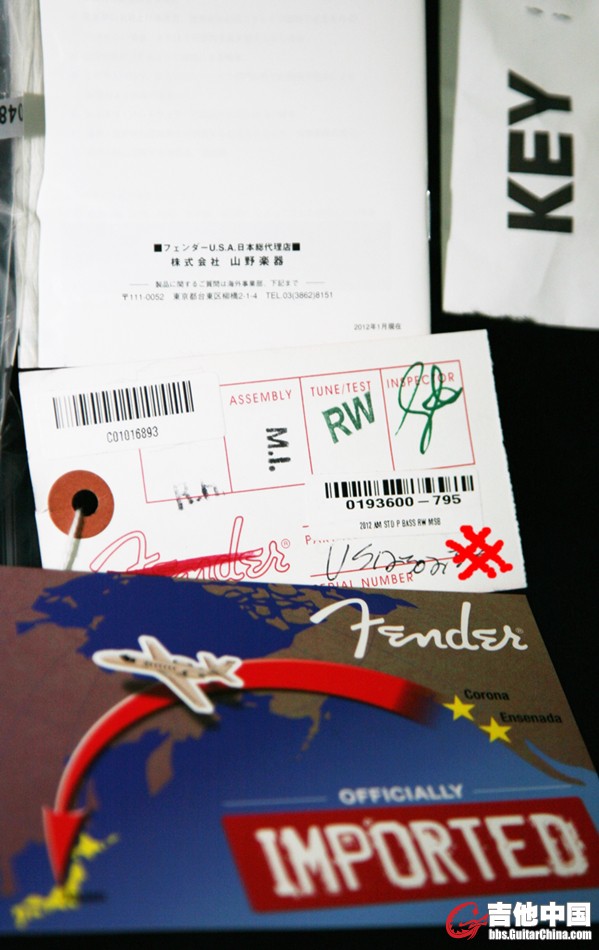 048
KEY
■フェンダーU.S.A.日本総代理店■
株式会社 山野楽器
製品に関するご質問は海外事業部、下記まで
〒111-0052 東京都台東区柳橋2-1-4 TEL 03(3862)8151
2012年1月現在
C01016893
ASSEMBLY
TUNE/TEST
INSPECTOR
M.I.
RW
0193600-795
2012 AM STD P BASS RW MSB
Fender®
SERIAL NUMBER
Fender®
Corona
Ensenada
OFFICIALLY
IMPORTED
吉他中国
bbs.GuitarChina.com